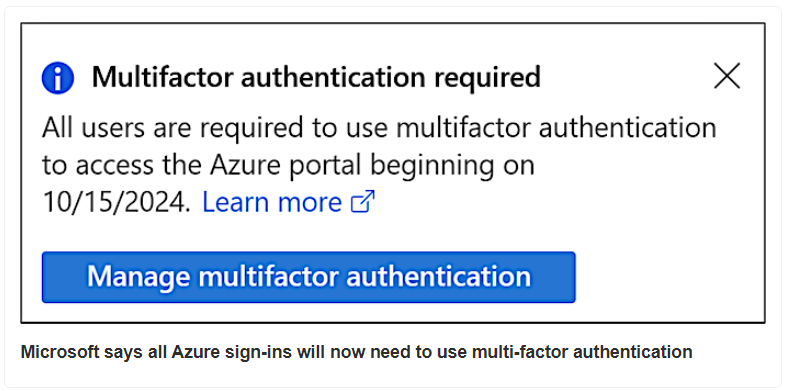 Multifactor authentication required
All users are required to use multifactor authentication
to access the Azure portal beginning on
10/15/2024. Learn more
Manage multifactor authentication
Microsoft says all Azure sign-ins will now need to use multi-factor authentication